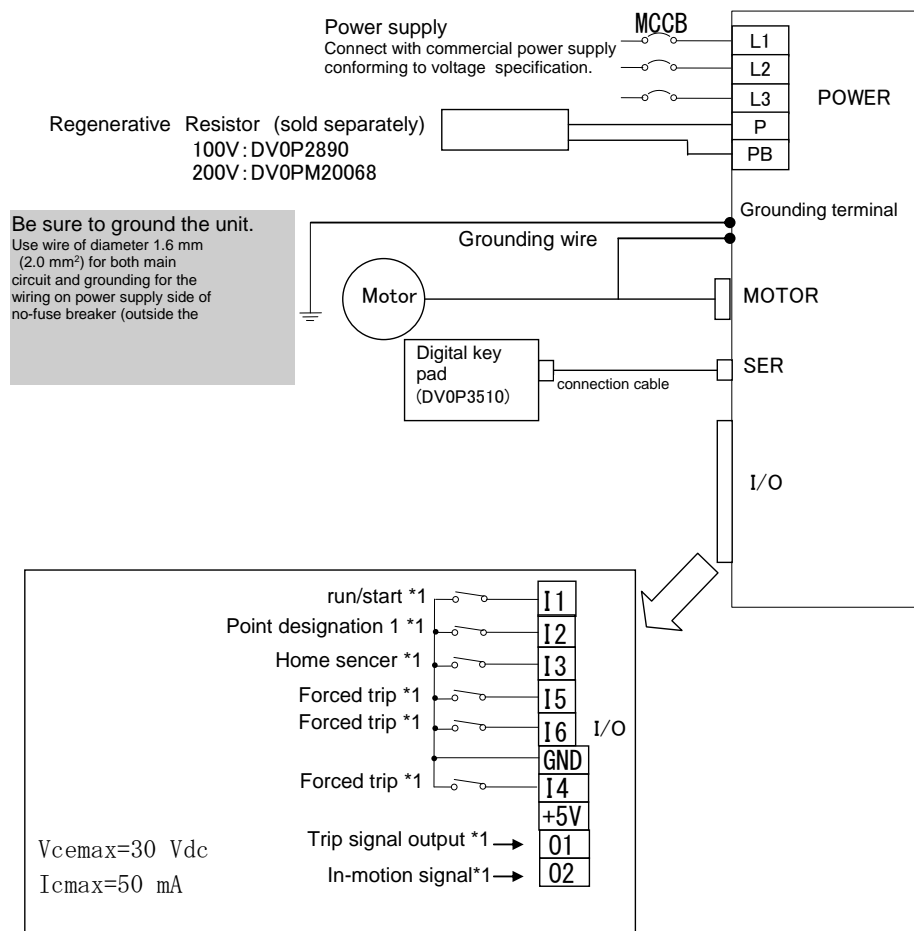 Power supply
Connect with commercial power supply
conforming to voltage specification.
MCCB
L1
L2
L3
P
PB
POWER
Regenerative Resistor (sold separately)
100V:DV0P2890
200V:DV0PM20068
Be sure to ground the unit.
Use wire of diameter 1.6 mm
(2.0 mm²) for both main
circuit and grounding for the
wiring on power supply side of
no-fuse breaker (outside the
Grounding terminal
Grounding wire
Motor
MOTOR
Digital key
pad
(DV0P3510)
connection cable
SER
I/O
run/start *1
I1
Point designation 1 *1
I2
Home sencer *1
I3
Forced trip *1
I5
Forced trip *1
I6
I/O
GND
Forced trip *1
I4
+5V
Trip signal output *1
O1
In-motion signal*1
O2
Vcemax=30 Vdc
Icmax=50 mA